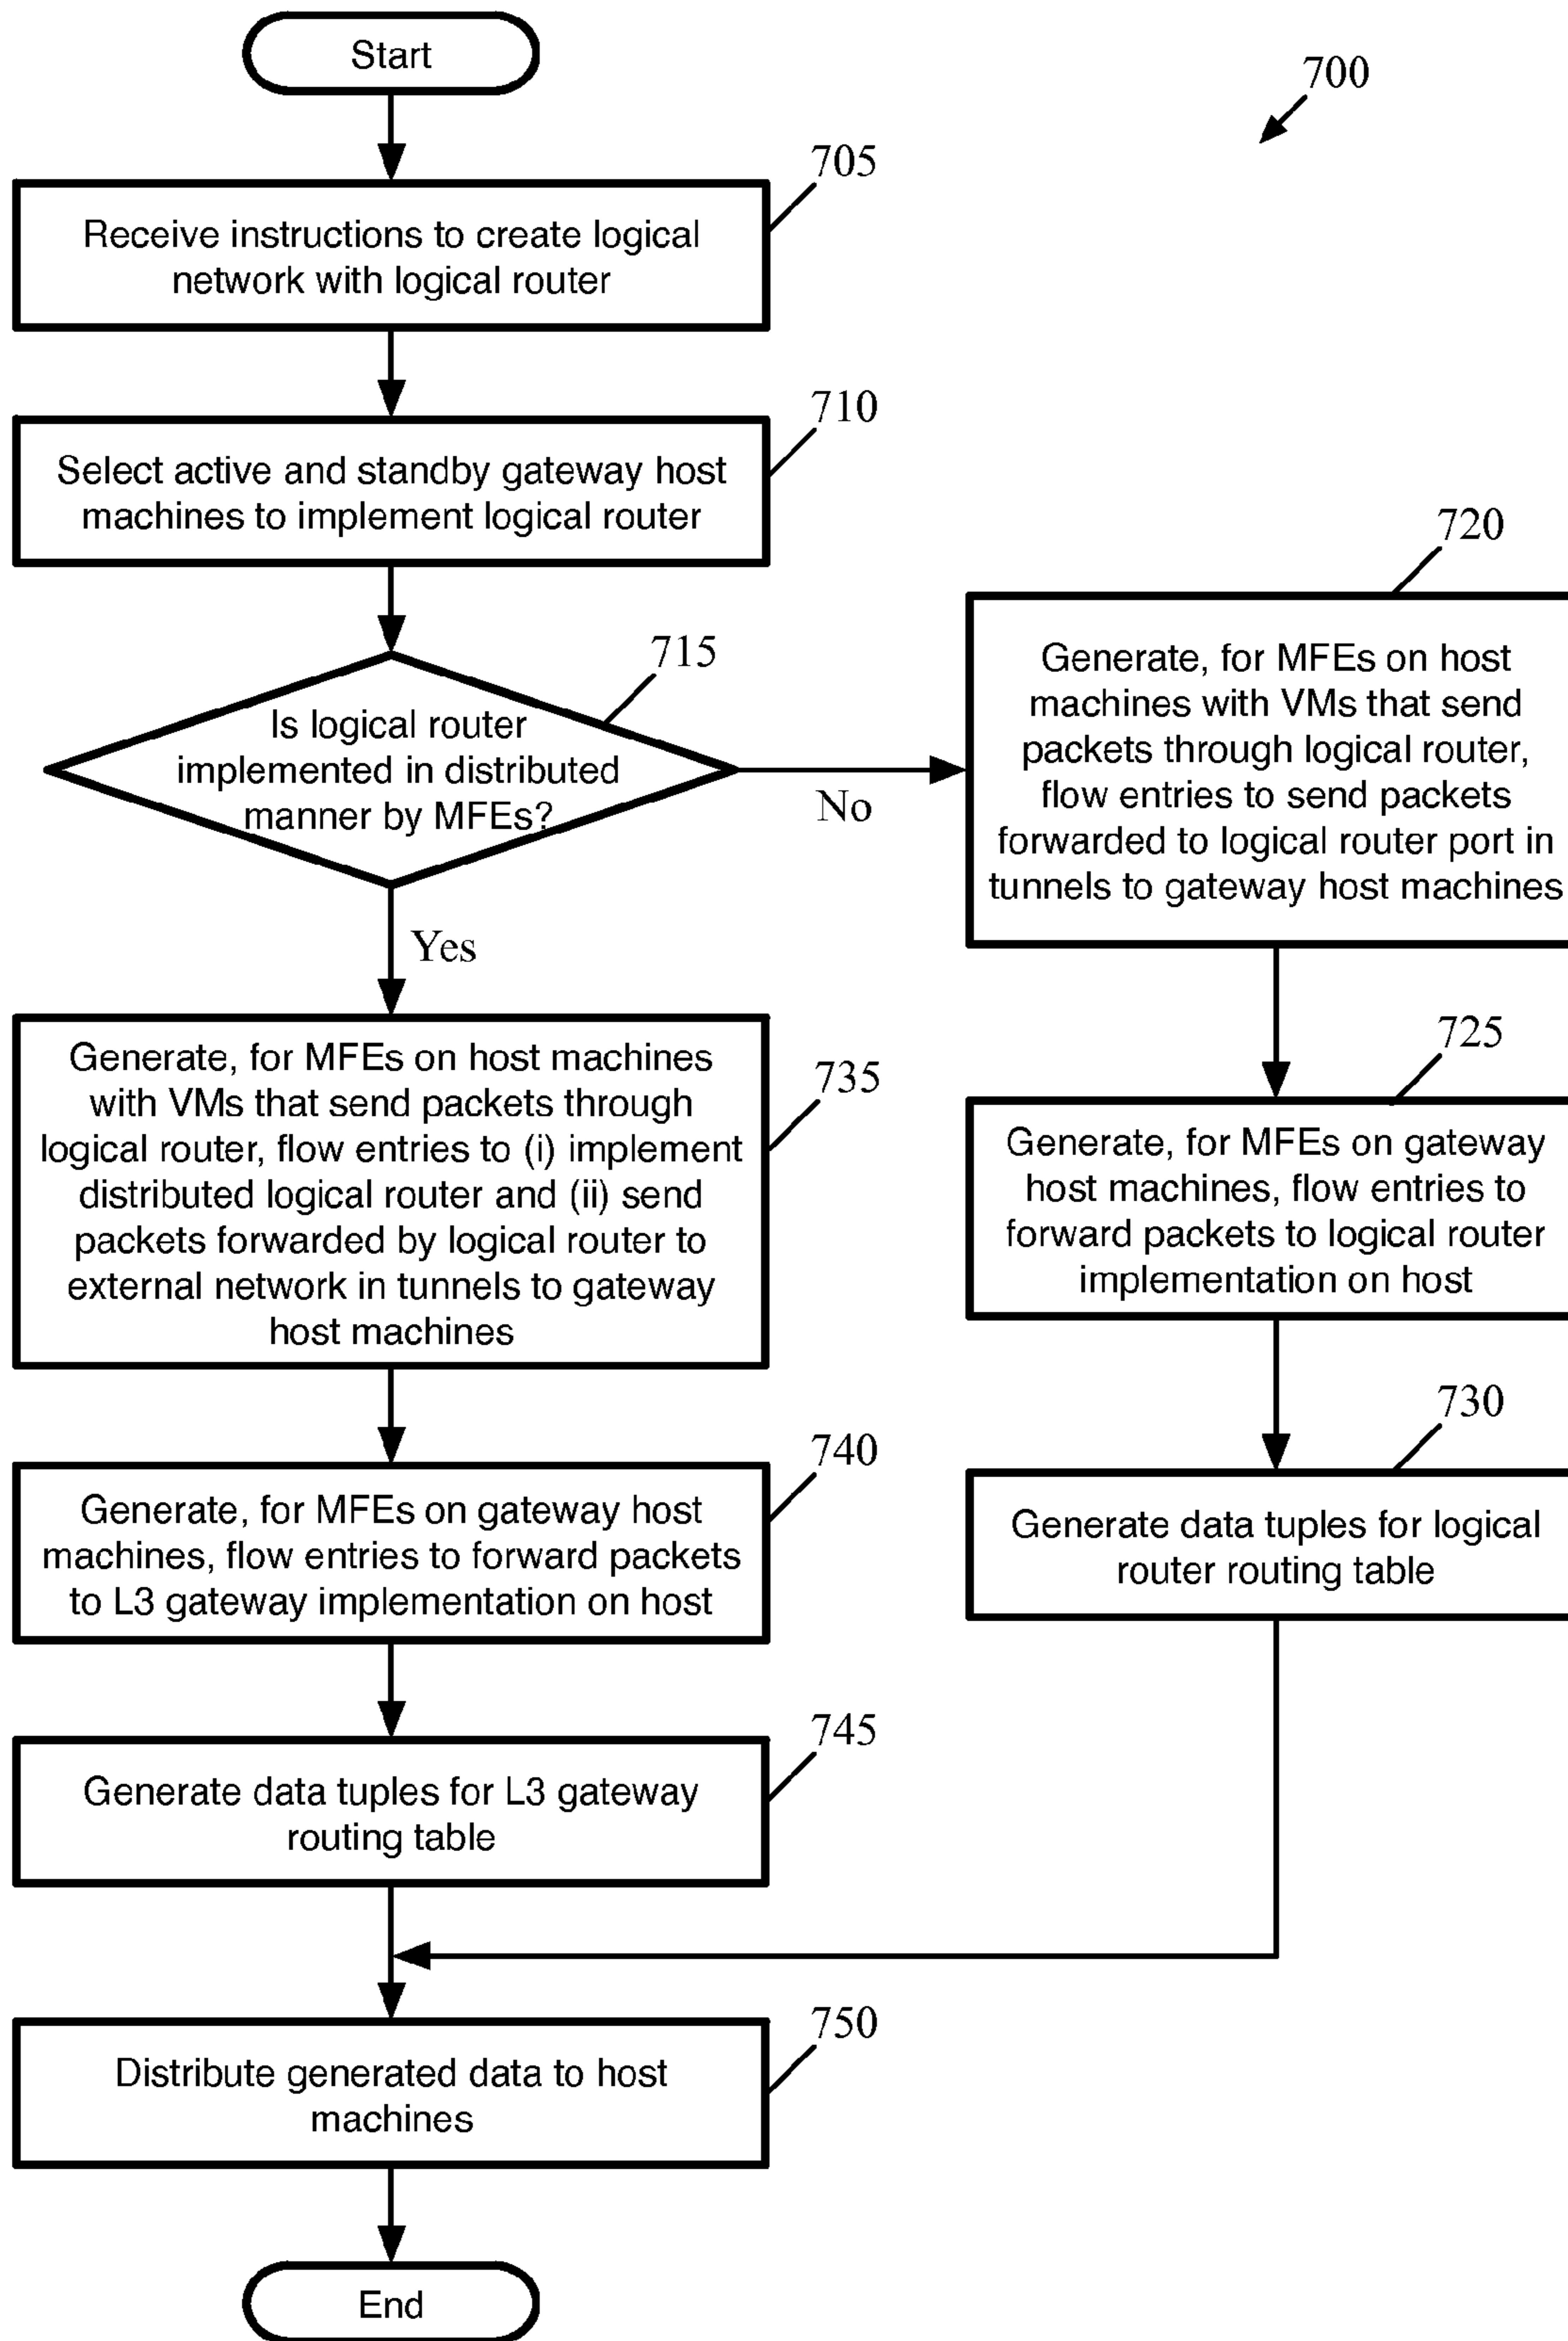 Start
700
705
Receive instructions to create logical
network with logical router
710
Select active and standby gateway host
machines to implement logical router
715
Is logical router
implemented in distributed
manner by MFEs?
No
Yes
720
Generate, for MFEs on host
machines with VMs that send
packets through logical router,
flow entries to send packets
forwarded to logical router port in
tunnels to gateway host machines
725
Generate, for MFEs on gateway
host machines, flow entries to
forward packets to logical router
implementation on host
730
Generate data tuples for logical
router routing table
735
Generate, for MFEs on host machines
with VMs that send packets through
logical router, flow entries to (i) implement
distributed logical router and (ii) send
packets forwarded by logical router to
external network in tunnels to gateway
host machines
740
Generate, for MFEs on gateway host
machines, flow entries to forward packets
to L3 gateway implementation on host
745
Generate data tuples for L3 gateway
routing table
750
Distribute generated data to host
machines
End